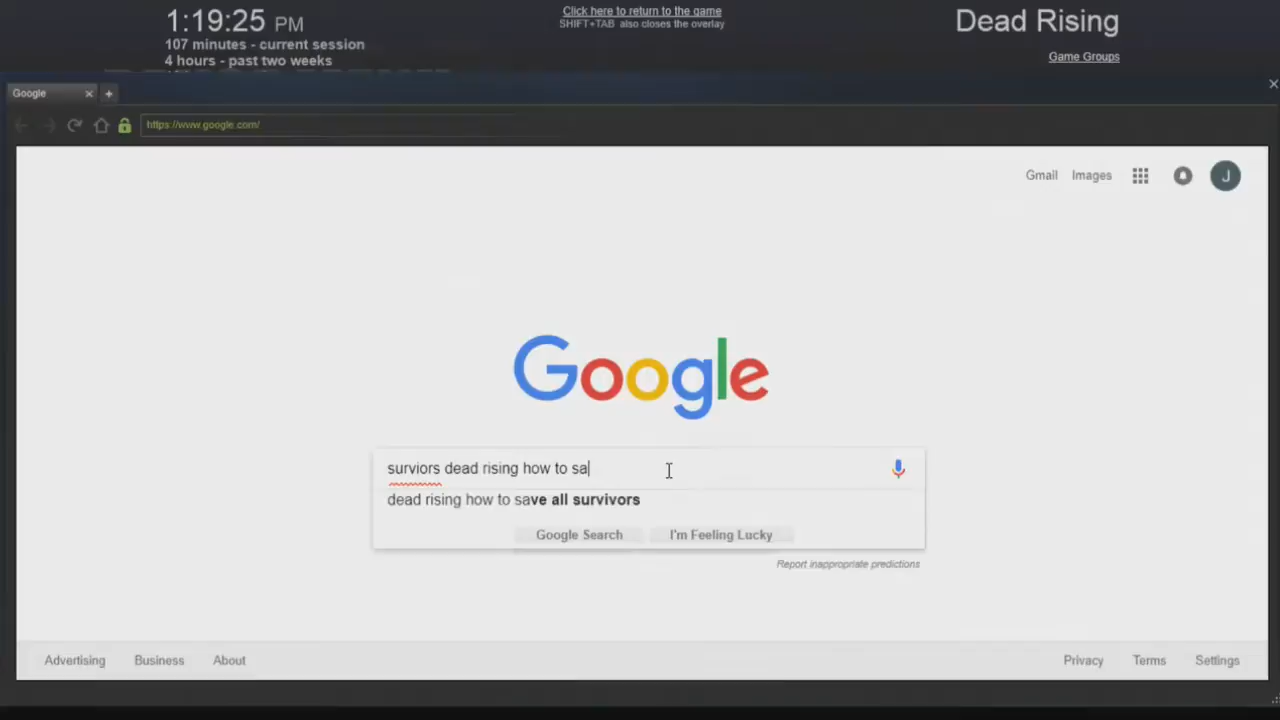 1:19:25 PM
107 minutes - current session
4 hours - past two weeks
Click here to return to the game
SHIFT+TAB also closes the overlay
Dead Rising
Game Groups
Google
https://www.google.com/
Gmail Images
J
Google
surviors dead rising how to sa
dead rising how to save all survivors
Google Search I'm Feeling Lucky
Report inappropriate predictions
Advertising Business About
Privacy Terms Settings